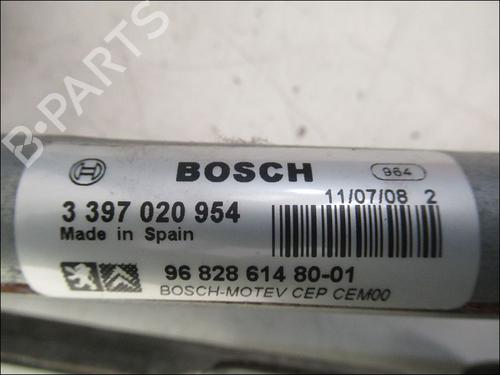 B-PARTS
BOSCH
964
3 397 020 954
11/07/08 2
Made in Spain
96 828 614 80-01
BOSCH-MOTEV CEP CEM00